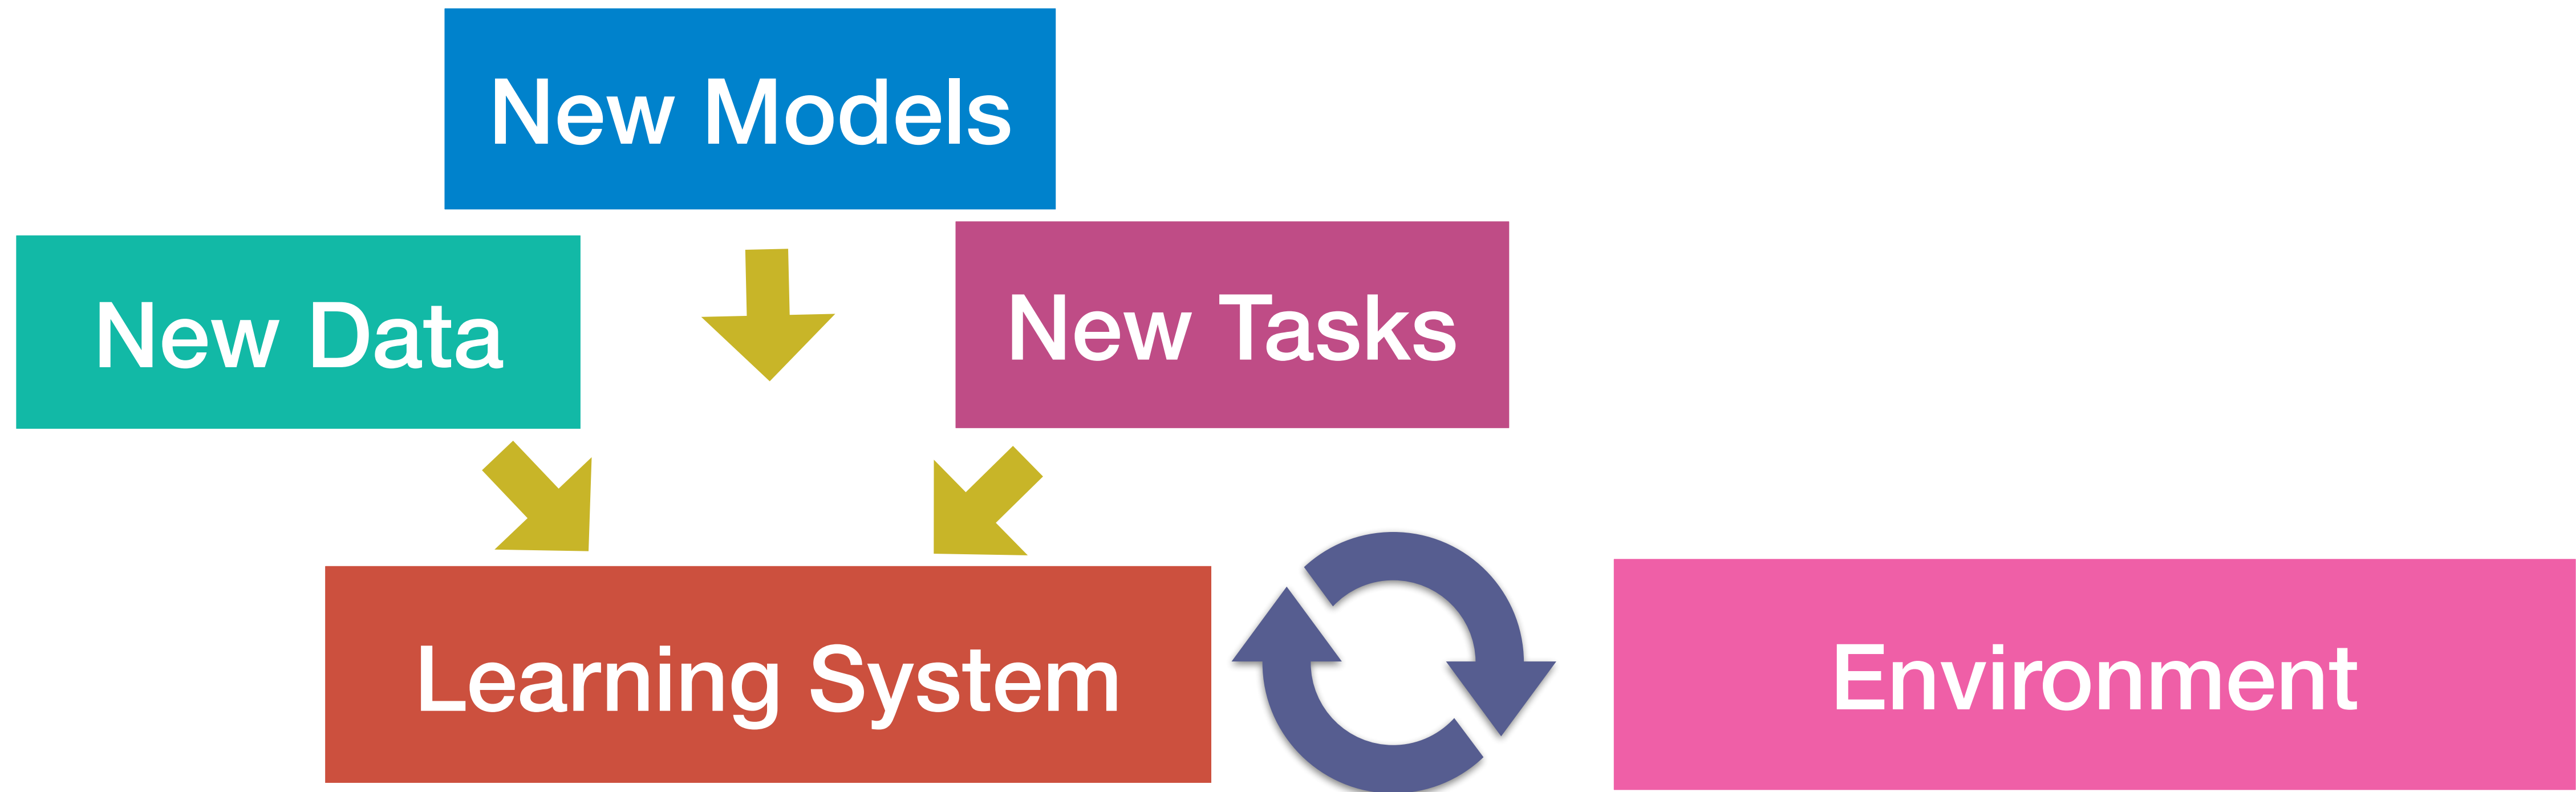 New Models
New Data
New Tasks
Learning System
Environment